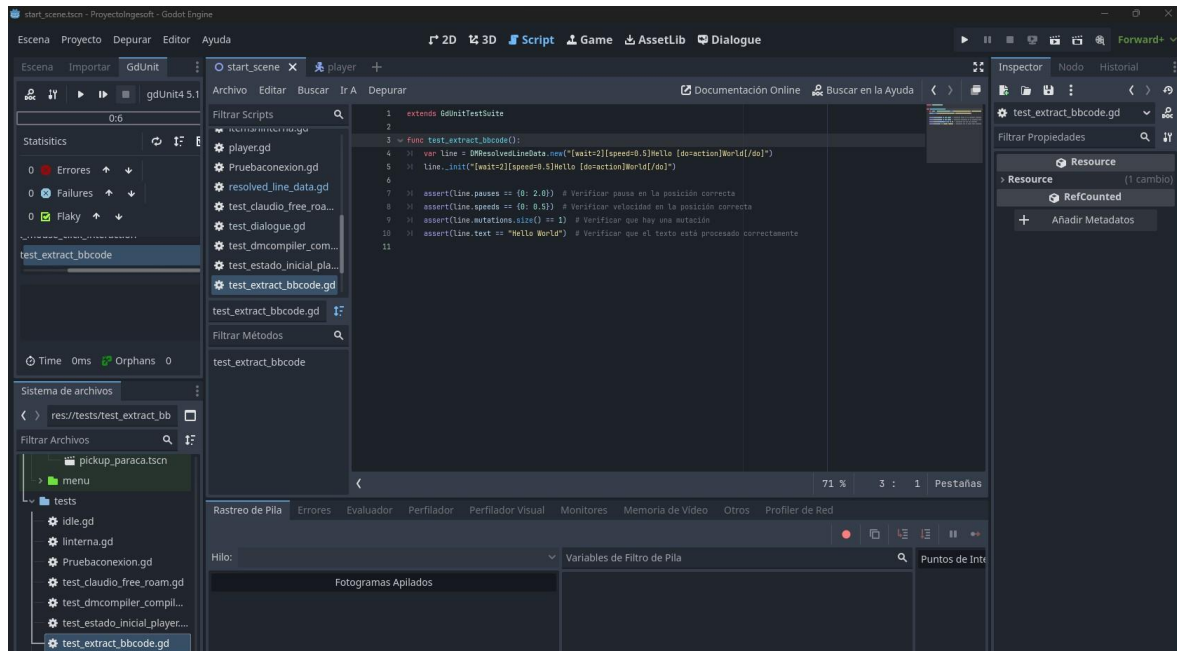 start_scene.tscn - ProyectoIngesoft - Godot Engine
Escena Proyecto Depurar Editor Ayuda
2D 3D Script Game AssetLib Dialogue
Forward+
Escena Importar GdUnit
gdUnit4 5.1
0:6
Statisitics
0 Errores
0 Failures
0 Flaky
test_extract_bbcode
Time 0ms Orphans 0
Sistema de archivos
res://tests/test_extract_bb
Filtrar Archivos
pickup_paraca.tscn
menu
tests
idle.gd
linterna.gd
Pruebaconexion.gd
test_claudio_free_roam.gd
test_dmcompiler_compil...
test_estado_inicial_player....
test_extract_bbcode.gd
start_scene player
Archivo Editar Buscar Ir A Depurar
Documentación Online Buscar en la Ayuda
Filtrar Scripts
player.gd
Pruebaconexion.gd
resolved_line_data.gd
test_claudio_free_roa...
test_dialogue.gd
test_dmcompiler_com...
test_estado_inicial_pla...
test_extract_bbcode.gd
test_extract_bbcode.gd
Filtrar Métodos
test_extract_bbcode
1 extends GdUnitTestSuite
2
3 func test_extract_bbcode():
4 var line = DMResolvedLineData.new("[wait=2][speed=0.5]Hello [do=action]World[/do]")
5 line._init("[wait=2][speed=0.5]Hello [do=action]World[/do]")
6
7 assert(line.pauses == {0: 2.0}) # Verificar pausa en la posición correcta
8 assert(line.speeds == {0: 0.5}) # Verificar velocidad en la posición correcta
9 assert(line.mutations.size() == 1) # Verificar que hay una mutación
10 assert(line.text == "Hello World") # Verificar que el texto está procesado correctamente
11
71 % 3 : 1 Pestañas
Rastreo de Pila Errores Evaluador Perfilador Perfilador Visual Monitores Memoria de Video Otros Profiler de Red
Hilo:
Variables de Filtro de Pila
Puntos de Inte
Fotogramas Apilados
Inspector Nodo Historial
test_extract_bbcode.gd
Filtrar Propiedades
Resource
Resource (1 cambio)
RefCounted
Añadir Metadatos